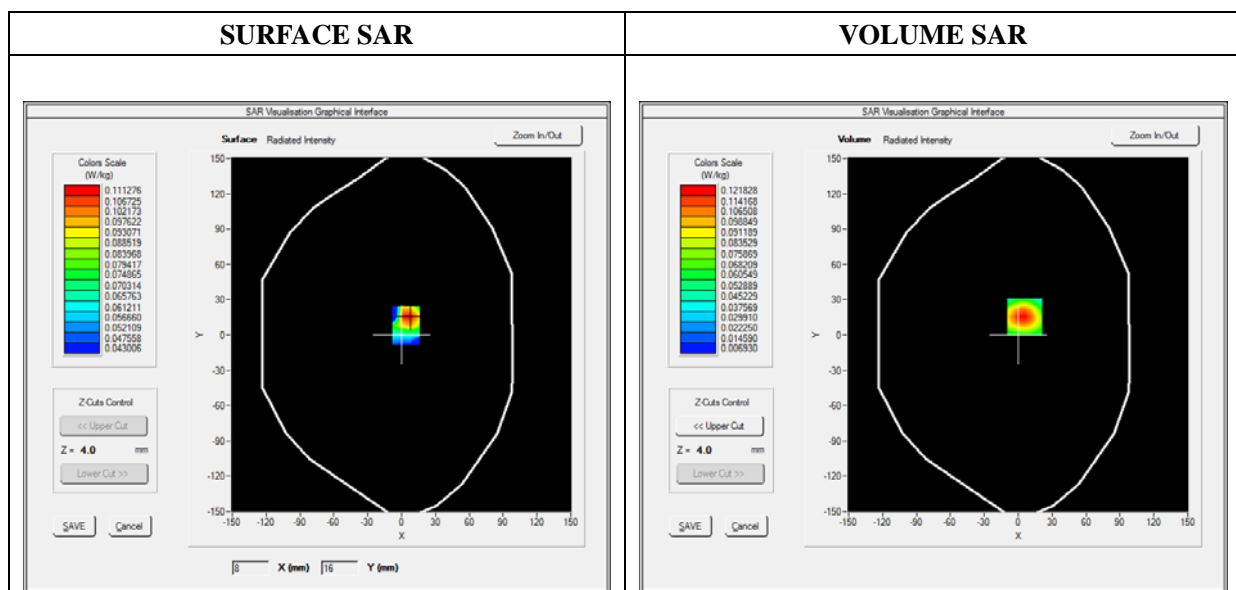 SURFACE SAR
VOLUME SAR
SAR Visualisation Graphical Interface
Surface Radiated Intensity
Zoom In/Out
Colors Scale
(W/kg)
0.111276
0.106725
0.102173
0.097622
0.093071
0.088519
0.083968
0.079417
0.074865
0.070314
0.065763
0.061211
0.056660
0.052109
0.047558
0.043006
150
120
90
60
30
0
-30
-60
-90
-120
-150
Y
-150 -120 -90 -60 -30 0 30 60 90 120 150
X
Z-Cuts Control
<< Upper Cut
Z = 4.0 mm
Lower Cut >>
SAVE Cancel
8 X (mm) 16 Y (mm)
SAR Visualisation Graphical Interface
Volume Radiated Intensity
Zoom In/Out
Colors Scale
(W/kg)
0.121828
0.114168
0.106508
0.098849
0.091189
0.083529
0.075869
0.068209
0.060549
0.052889
0.045229
0.037569
0.029910
0.022250
0.014590
0.006930
150
120
90
60
30
0
-30
-60
-90
-120
-150
Y
-150 -120 -90 -60 -30 0 30 60 90 120 150
X
Z-Cuts Control
<< Upper Cut
Z = 4.0 mm
Lower Cut >>
SAVE Cancel